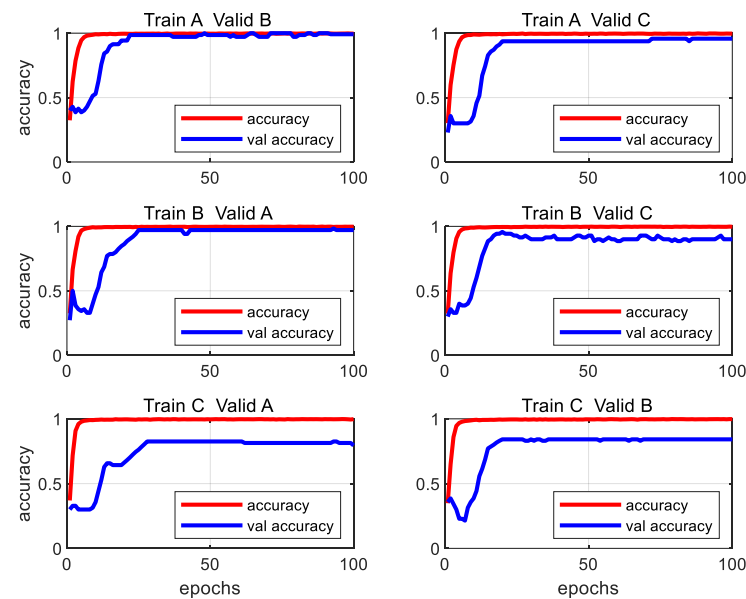 Train A  Valid B
accuracy
1
0.5
0
accuracy
val accuracy
0
50
100
Train A  Valid C
1
0.5
0
accuracy
val accuracy
0
50
100
Train B  Valid A
accuracy
1
0.5
0
accuracy
val accuracy
0
50
100
Train B  Valid C
1
0.5
0
accuracy
val accuracy
0
50
100
Train C  Valid A
accuracy
1
0.5
0
accuracy
val accuracy
0
50
100
epochs
Train C  Valid B
1
0.5
0
accuracy
val accuracy
0
50
100
epochs